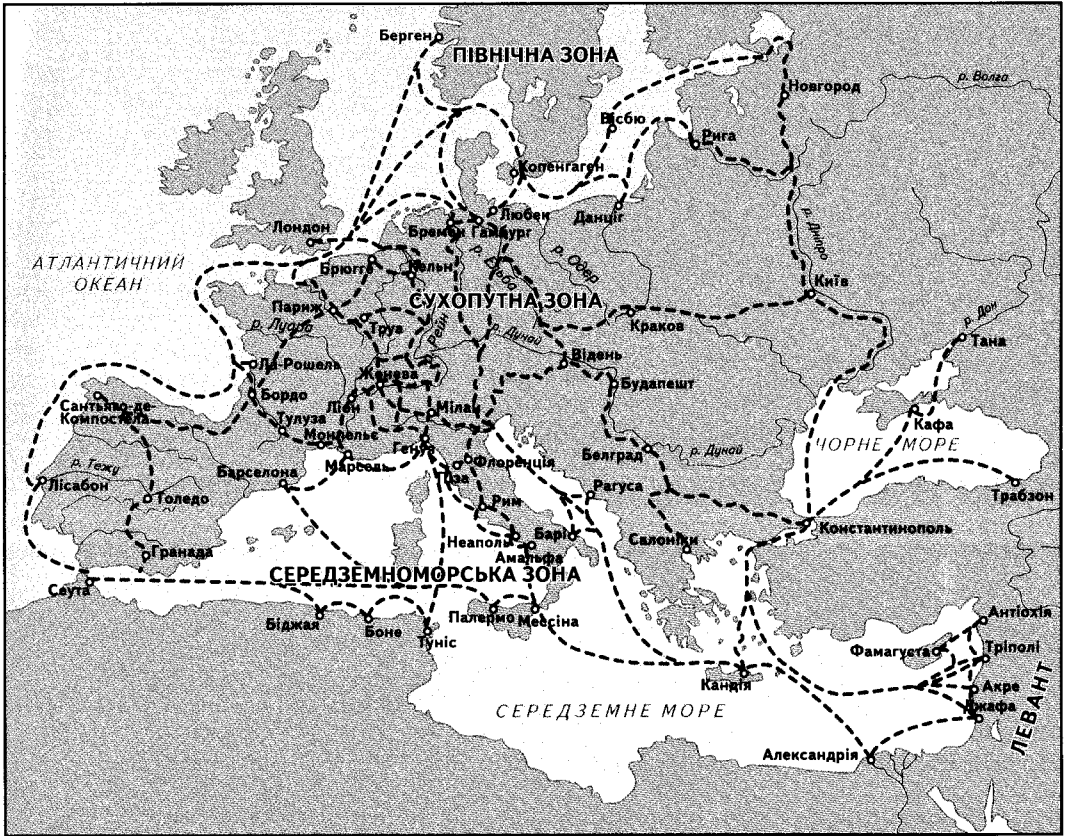 Берген
ПІВНІЧНА ЗОНА
р. Волга
Новгород
Вісбю
Рига
Копенгаген
Любек
Данціг
Лондон
Бремен Гамбург
р. Дніпро
АТЛАНТИЧНИЙ
ОКЕАН
Брюгге
Кельн
р. Ельба
р. Одер
Київ
СУХОПУТНА ЗОНА
Париж
Труа
р. Луара
р. Рейн
р. Дунай
Краков
р. Дон
Тана
Ла-Рошель
Женева
Відень
Будапешт
Сантьяго-де-
Компостела
Бордо
Ліон
Мілан
Кафа
Тулуза
Монпельє
Генуя
ЧОРНЕ МОРЕ
Марсель
Белград
р. Дунай
р. Тежу
Барселона
Флоренція
Піза
Лісабон
Толедо
Рагуса
Трабзон
Рим
Константинополь
Неаполь
Барі
Салоніки
Амальфа
Гранада
СЕРЕДЗЕМНОМОРСЬКА ЗОНА
Сеута
Біджая
Боне
Туніс
Палермо
Мессіна
Антіохія
Фамагуста
Тріполі
Кандія
Акре
Джафа
ЛЕВАНТ
СЕРЕДЗЕМНЕ МОРЕ
Александрія